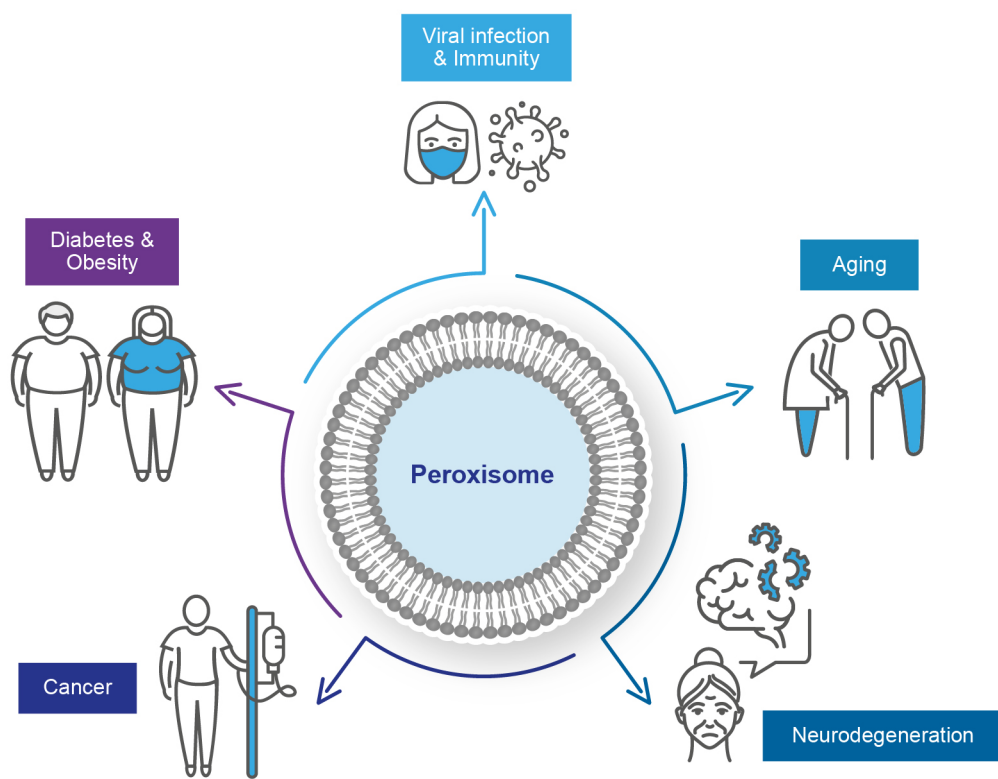 Viral infection
& Immunity
Diabetes &
Obesity
Aging
Peroxisome
Cancer
Neurodegeneration